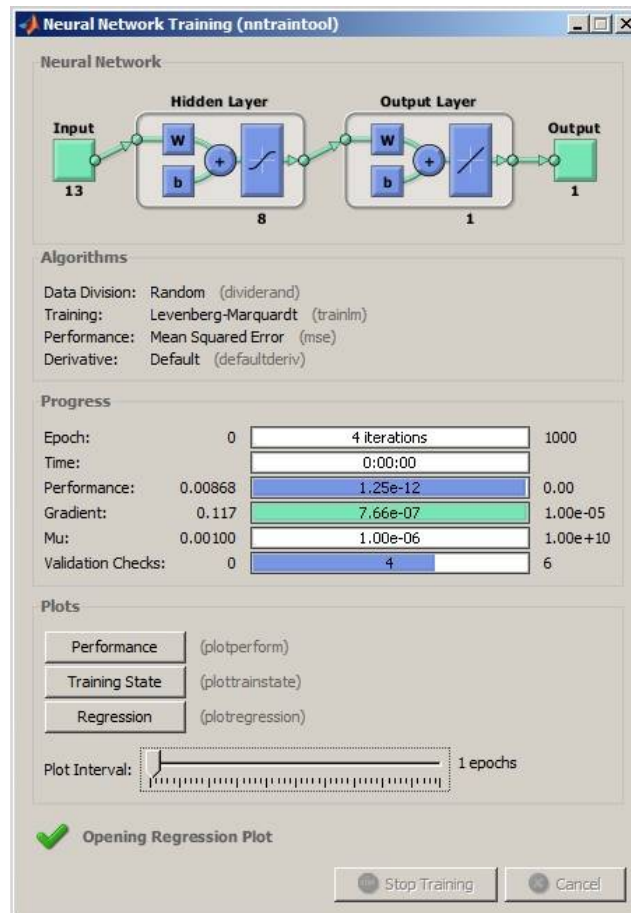 Neural Network Training (nntraintool)
Neural Network
Hidden Layer
Output Layer
Input
Output
W
b
+
W
b
+
13
8
1
1
Algorithms
Data Division: Random (dividerand)
Training: Levenberg-Marquardt (trainlm)
Performance: Mean Squared Error (mse)
Derivative: Default (defaultderiv)
Progress
Epoch: 0 4 iterations 1000
Time: 0:00:00
Performance: 0.00868 1.25e-12 0.00
Gradient: 0.117 7.66e-07 1.00e-05
Mu: 0.00100 1.00e-06 1.00e+10
Validation Checks: 0 4 6
Plots
Performance (plotperform)
Training State (plottrainstate)
Regression (plotregression)
Plot Interval: 1 epochs
Opening Regression Plot
Stop Training Cancel